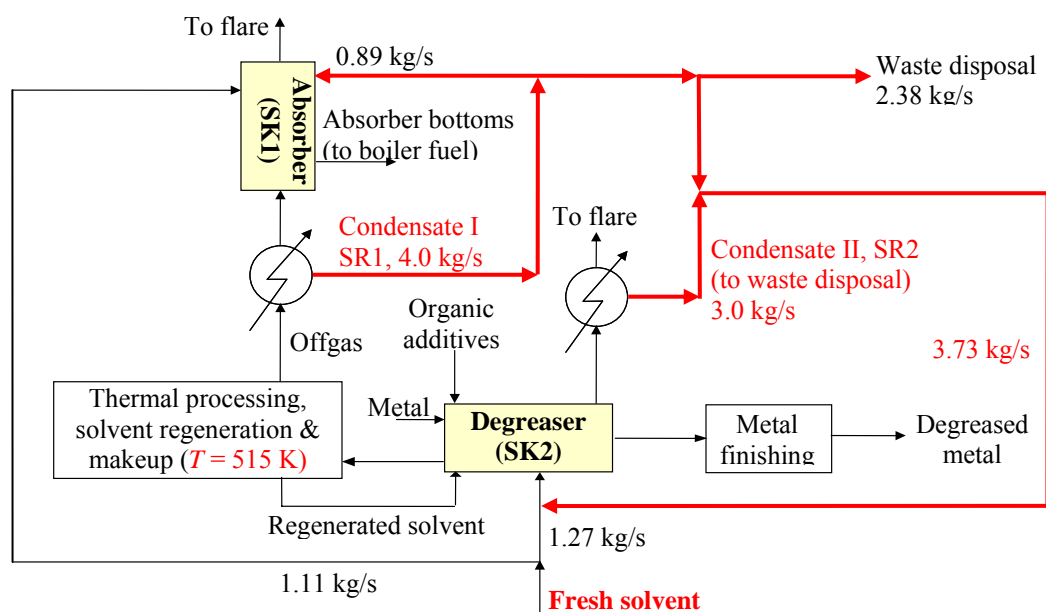 To flare
0.89 kg/s
Waste disposal
2.38 kg/s
Absorber
(SK1)
Absorber bottoms
(to boiler fuel)
To flare
Condensate I
SR1, 4.0 kg/s
Condensate II, SR2
(to waste disposal)
3.0 kg/s
Organic
additives
Offgas
3.73 kg/s
Thermal processing,
solvent regeneration &
makeup (T = 515 K)
Metal
Degreaser
(SK2)
Metal
finishing
Degreased
metal
Regenerated solvent
1.27 kg/s
1.11 kg/s
Fresh solvent